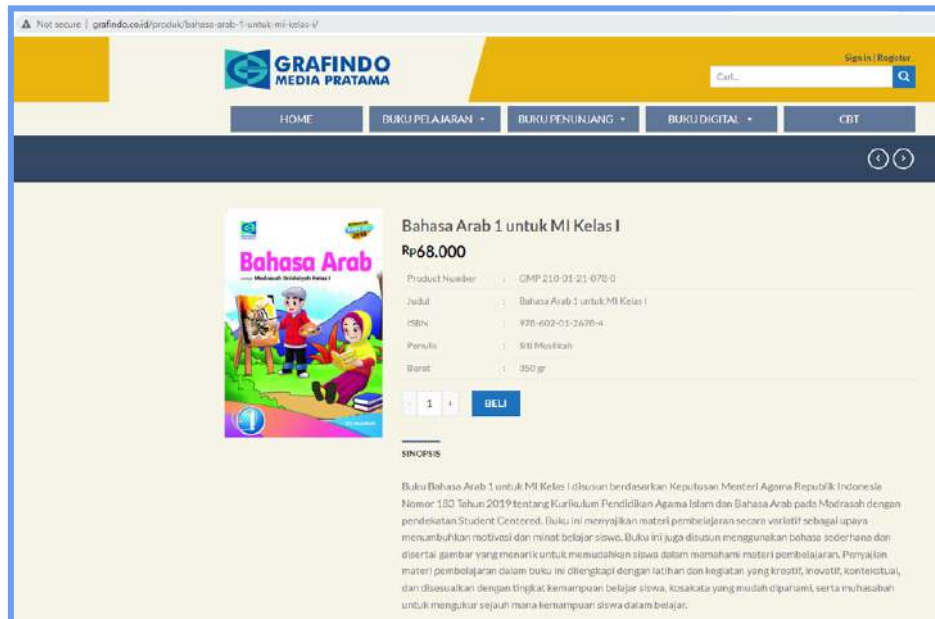 Not secure | grafindo.co.id/produk/bahasa-arab-1-untuk-mi-kelas-i/
GRAFINDO
MEDIA PRATAMA
Sign in | Register
Cari...
HOME
BUKU PELAJARAN
BUKU PENUNJANG
BUKU DIGITAL
CBT
Bahasa Arab
Madrasah Ibtidaiyah Kelas I
1
Bahasa Arab 1 untuk MI Kelas I
Rp68.000
Product Number : GMP 210-01-21-078-0
Judul : Bahasa Arab 1 untuk MI Kelas I
ISBN : 978-602-01-2678-4
Penulis : Siti Muslikah
Berat : 350 gr
- 1 +
BELI
SINOPSIS
Buku Bahasa Arab 1 untuk MI Kelas I disusun berdasarkan Keputusan Menteri Agama Republik Indonesia
Nomor 183 Tahun 2019 tentang Kurikulum Pendidikan Agama Islam dan Bahasa Arab pada Madrasah dengan
pendekatan Student Centered. Buku ini menyajikan materi pembelajaran secara variatif sebagai upaya
menumbuhkan motivasi dan minat belajar siswa. Buku ini juga disusun menggunakan bahasa sederhana dan
disertai gambar yang menarik untuk memudahkan siswa dalam memahami materi pembelajaran. Penyajian
materi pembelajaran dalam buku ini dilengkapi dengan latihan dan kegiatan yang kreatif, inovatif, kontekstual,
dan disesuaikan dengan tingkat kemampuan belajar siswa, kosakata yang mudah dipahami, serta muhasabah
untuk mengukur sejauh mana kemampuan siswa dalam belajar.